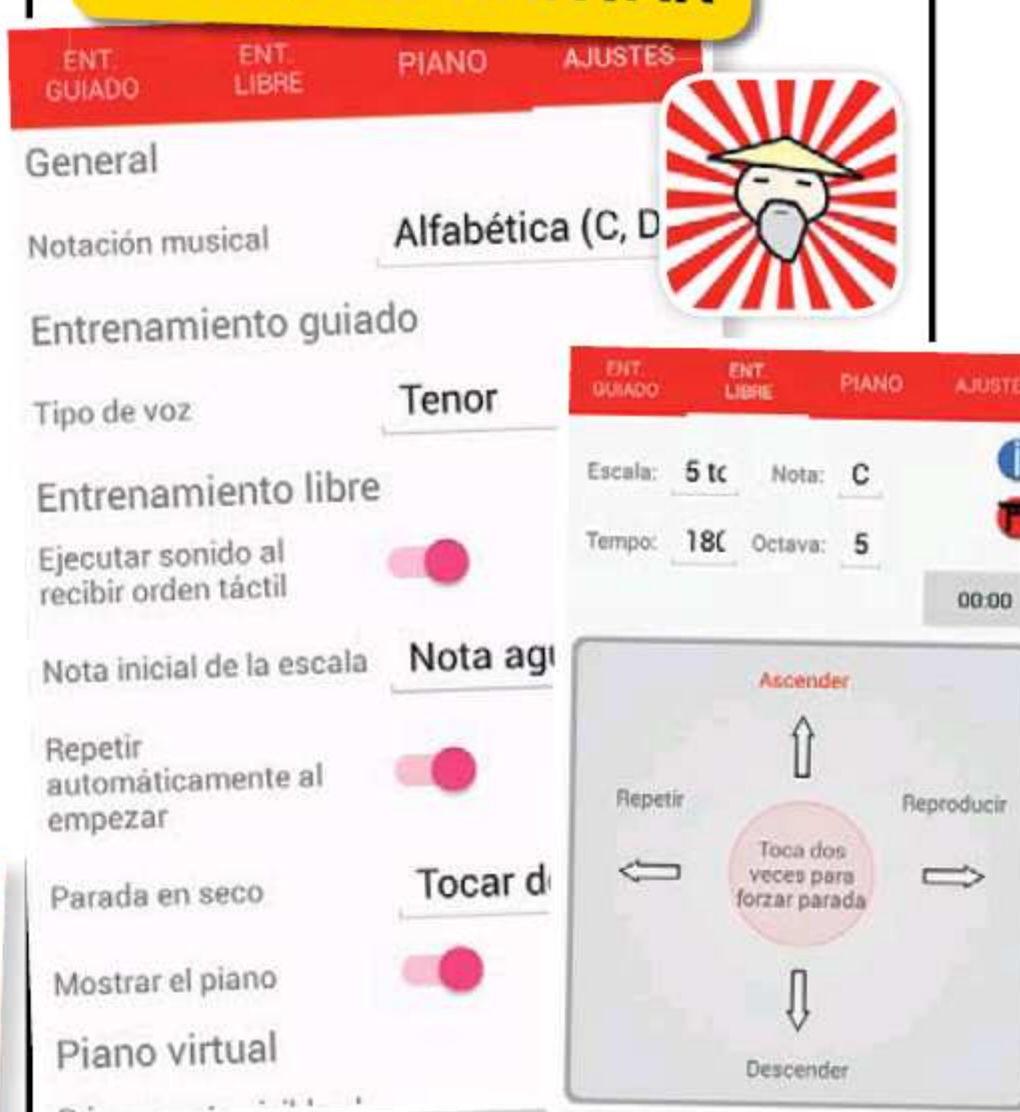 ENT.
GUIADO
ENT.
LIBRE
PIANO
AJUSTES
General
Notación musical
Alfabética (C, D
Entrenamiento guiado
Tipo de voz
Tenor
Entrenamiento libre
Ejecutar sonido al
recibir orden táctil
Nota inicial de la escala
Nota agu
Repetir
automáticamente al
empezar
Parada en seco
Tocar do
Mostrar el piano
Piano virtual
ENT.
GUIADO
ENT.
LIBRE
PIANO
AJUSTE
Escala: 5 to Nota: C
Tempo: 180 Octava: 5
00:00
Ascender
Repetir
Reproducir
Toca dos
veces para
forzar parada
Descender